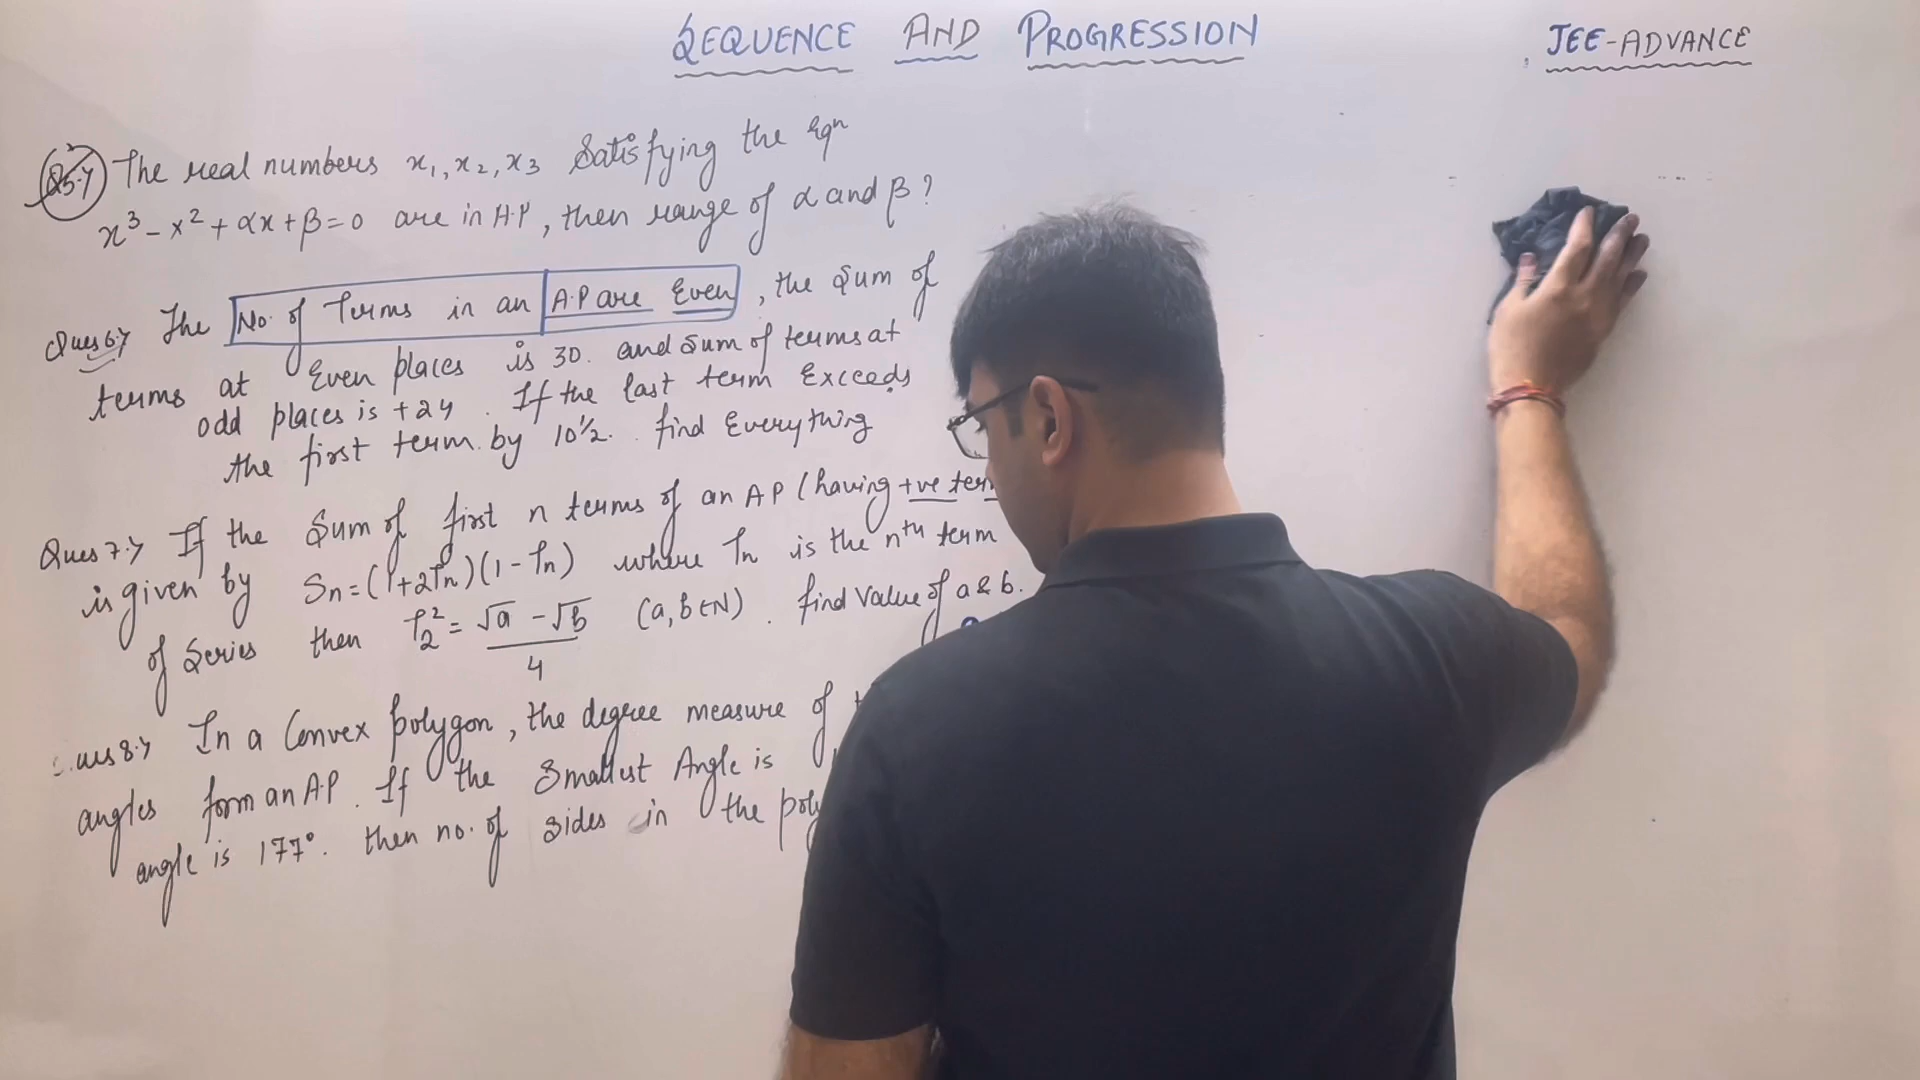 SEQUENCE AND PROGRESSION
JEE-ADVANCE
Q5.> The real numbers x₁, x₂, x₃ satisfying the eqn
x³ - x² + αx + β = 0 are in A.P, then range of α and β?
Ques 6.> The No. of Terms in an A.P are Even, the sum of
terms at Even places is 30. and sum of terms at
odd places is +24. If the last term Exceeds
the first term by 10½. find Everything
Ques 7.> If the Sum of first n terms of an AP (having +ve
is given by Sn = (1+2Tn)(1-Tn) where Tn is the nth term
of Series then T₂² = (√a - √b)/4 (a, b ∈ N). find Value of a & b.
ues 8.> In a Convex polygon, the degree measure of
angles form an A.P. If the Smallest Angle is
angle is 177°. then no. of sides in the